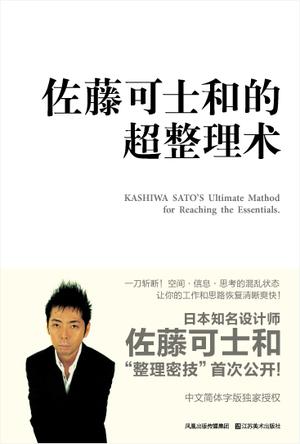 佐藤可士和的
超整理术
KASHIWA SATO'S Ultimate Mathod
for Reaching the Essentials.
一刀斩断！空间·信息·思考的混乱状态
让你的工作和思路恢复清晰爽快！
日本知名设计师
佐藤可士和
“整理密技”首次公开!
中文简体字版独家授权
凤凰出版传媒集团 江苏美术出版社